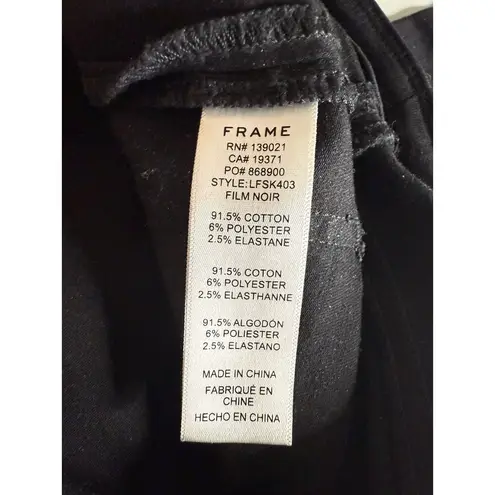 FRAME
RN# 139021
CA# 19371
PO# 868900
STYLE:LFSK403
FILM NOIR
91.5% COTTON
6% POLYESTER
2.5% ELASTANE
91.5% COTON
6% POLYESTER
2.5% ELASTHANNE
91.5% ALGODÓN
6% POLIESTER
2.5% ELASTANO
MADE IN CHINA
FABRIQUÉ EN
CHINE
HECHO EN CHINA